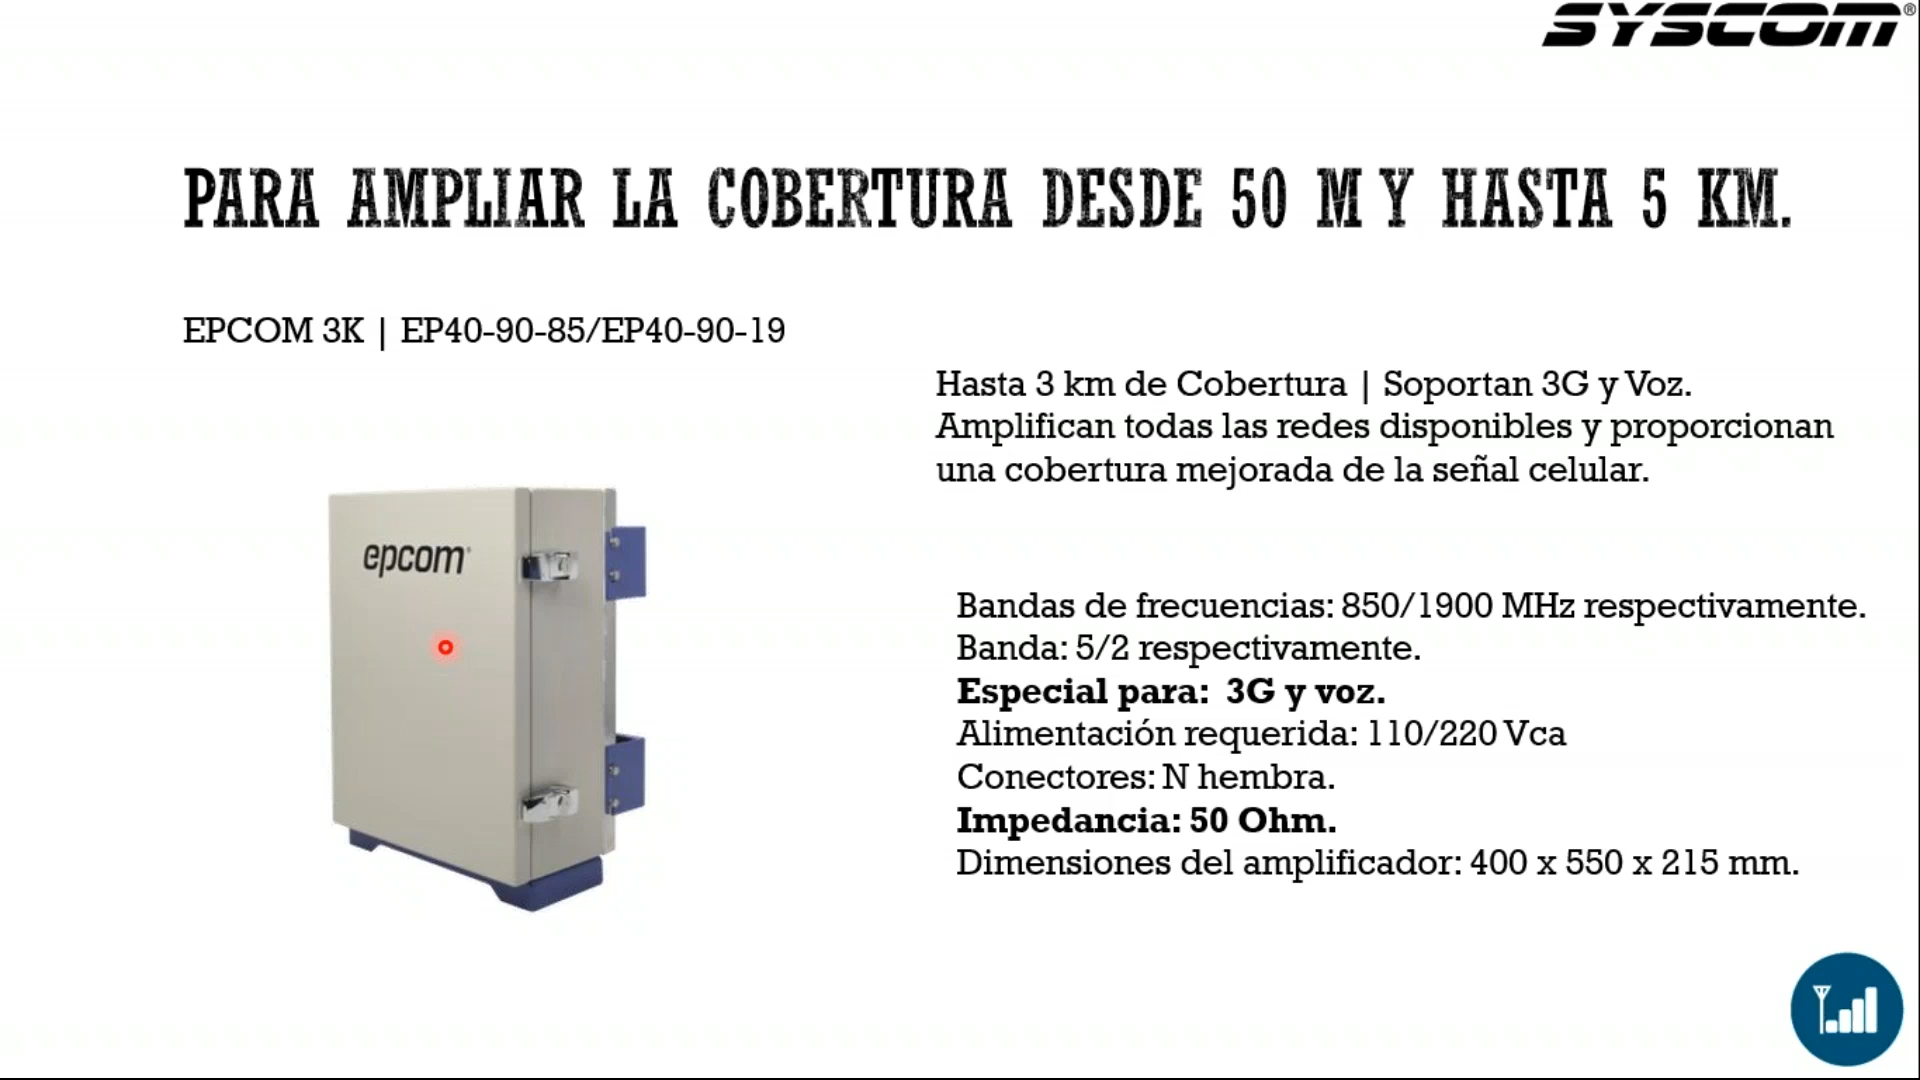 SYSCOM®
PARA AMPLIAR LA COBERTURA DESDE 50 M Y HASTA 5 KM.
EPCOM 3K | EP40-90-85/EP40-90-19
Hasta 3 km de Cobertura | Soportan 3G y Voz.
Amplifican todas las redes disponibles y proporcionan
una cobertura mejorada de la señal celular.
epcom
Bandas de frecuencias: 850/1900 MHz respectivamente.
Banda: 5/2 respectivamente.
Especial para: 3G y voz.
Alimentación requerida: 110/220 Vca
Conectores: N hembra.
Impedancia: 50 Ohm.
Dimensiones del amplificador: 400 x 550 x 215 mm.